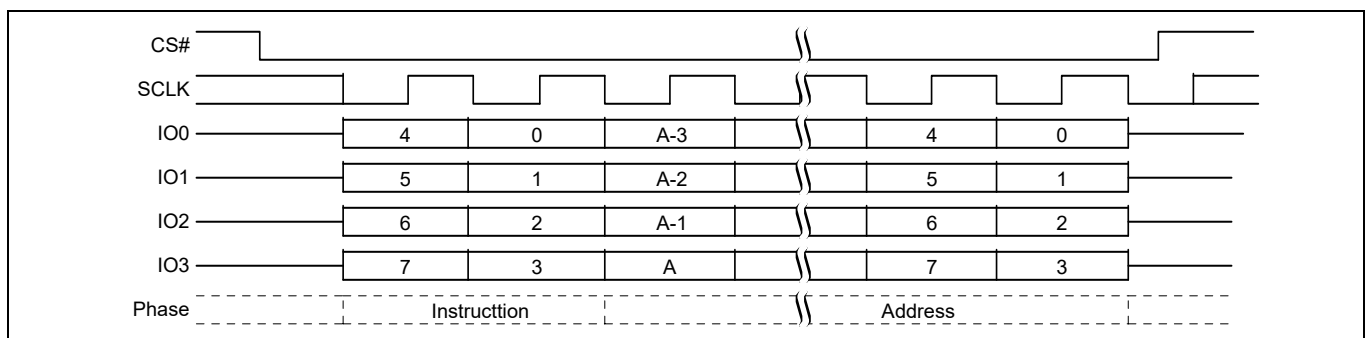 CS#
SCLK
IO0 4 0 A-3 4 0
IO1 5 1 A-2 5 1
IO2 6 2 A-1 6 2
IO3 7 3 A 7 3
Phase Instructtion Address